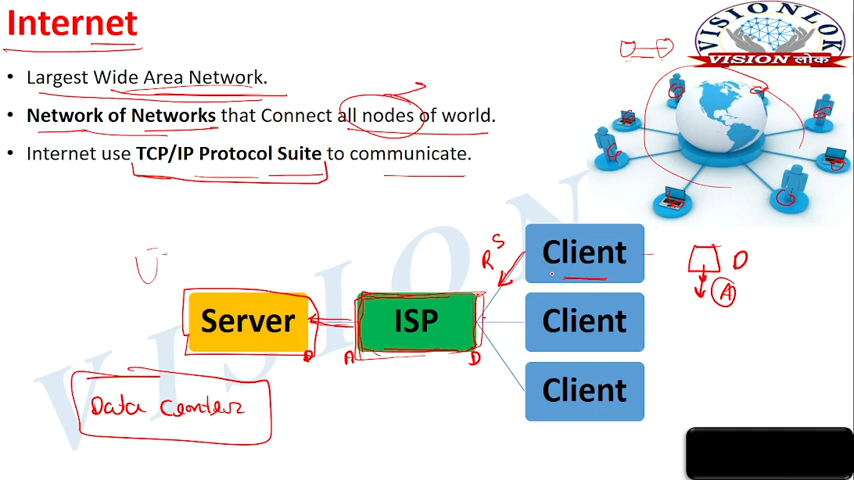 Internet
VISIONLOK
VISION लोक
• Largest Wide Area Network.
• Network of Networks that Connect all nodes of world.
• Internet use TCP/IP Protocol Suite to communicate.
VISION
S
R
Client
D
A
U
Server
ISP
Client
D
A
D
Client
Data Centers